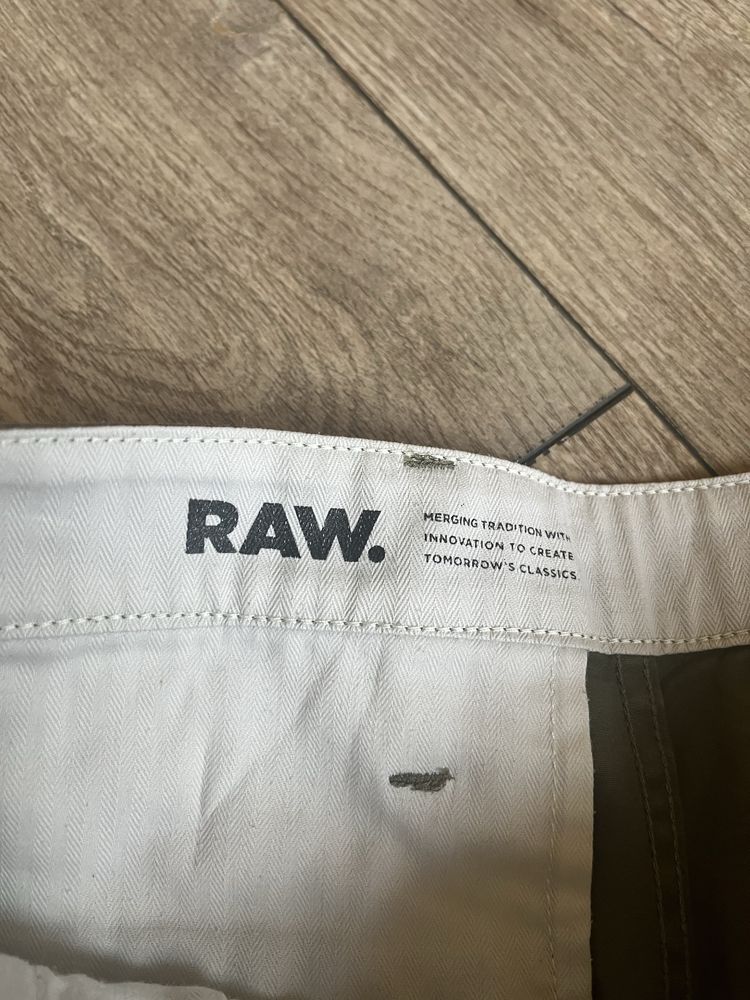 RAW.
MERGING TRADITION WITH
INNOVATION TO CREATE
TOMORROW'S CLASSICS